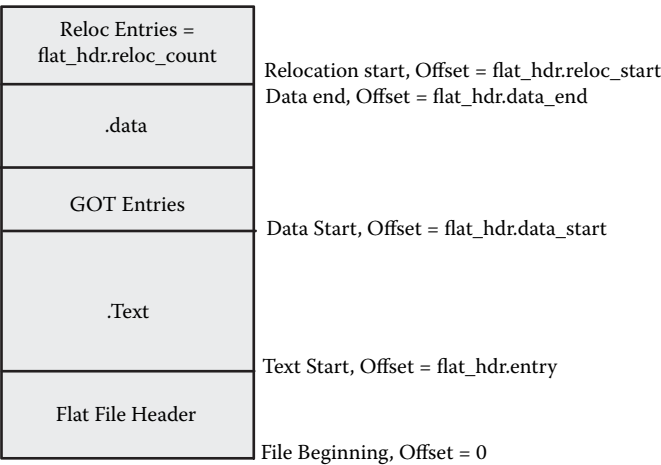 Reloc Entries =
flat_hdr.reloc_count
Relocation start, Offset = flat_hdr.reloc_start
Data end, Offset = flat_hdr.data_end
.data
GOT Entries
Data Start, Offset = flat_hdr.data_start
.Text
Text Start, Offset = flat_hdr.entry
Flat File Header
File Beginning, Offset = 0